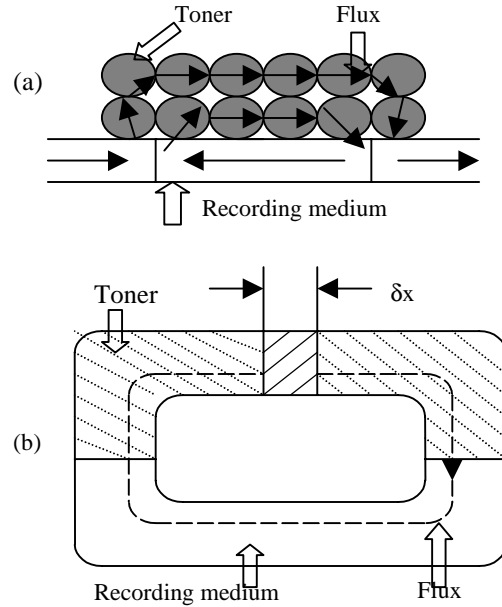 Toner
Flux
(a)
Recording medium
Toner
δx
(b)
Recording medium
Flux